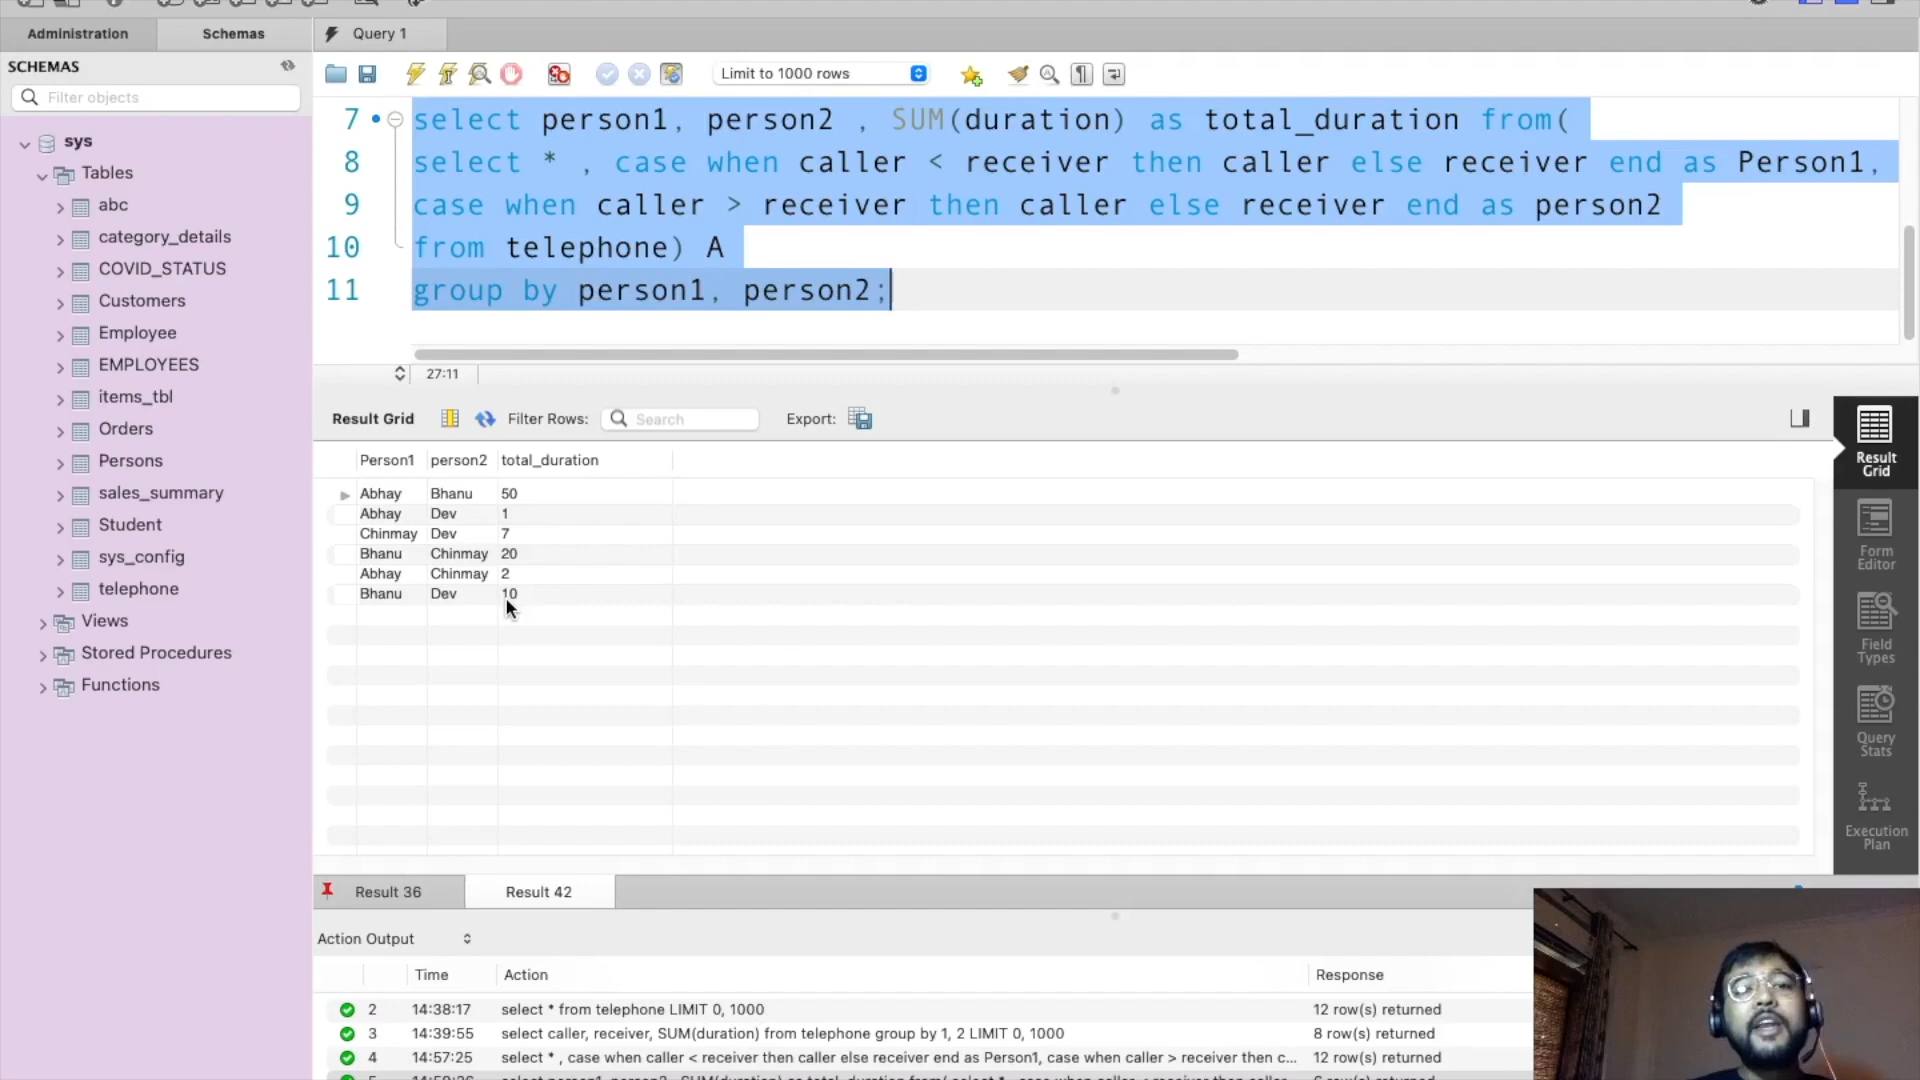 Administration
Schemas
Query 1
SCHEMAS
Filter objects
Limit to 1000 rows
sys
Tables
abc
category_details
COVID_STATUS
Customers
Employee
EMPLOYEES
items_tbl
Orders
Persons
sales_summary
Student
sys_config
telephone
Views
Stored Procedures
Functions
7 select person1, person2 , SUM(duration) as total_duration from(
8 select * , case when caller < receiver then caller else receiver end as Person1,
9 case when caller > receiver then caller else receiver end as person2
10 from telephone) A
11 group by person1, person2;
27:11
Result Grid Filter Rows: Search Export:
Person1 person2 total_duration
Abhay Bhanu 50
Abhay Dev 1
Chinmay Dev 7
Bhanu Chinmay 20
Abhay Chinmay 2
Bhanu Dev 10
Result
Grid
Form
Editor
Field
Types
Query
Stats
Execution
Plan
Result 36
Result 42
Action Output
Time Action Response
2 14:38:17 select * from telephone LIMIT 0, 1000 12 row(s) returned
3 14:39:55 select caller, receiver, SUM(duration) from telephone group by 1, 2 LIMIT 0, 1000 8 row(s) returned
4 14:57:25 select * , case when caller < receiver then caller else receiver end as Person1, case when caller > receiver then c... 12 row(s) returned